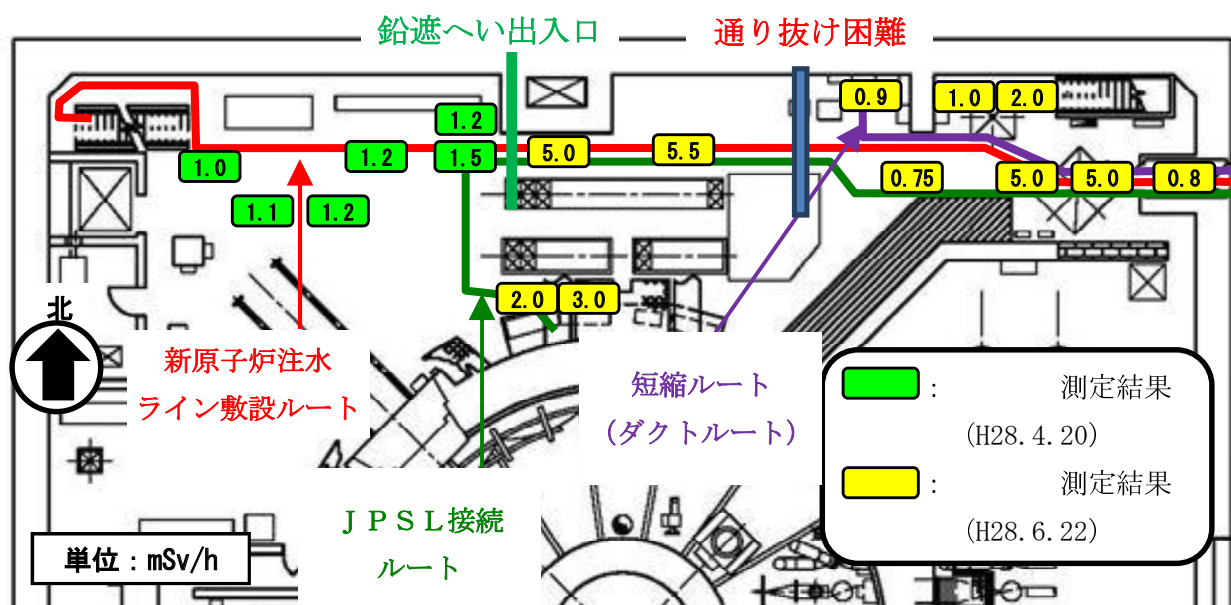 鉛遮へい出入口
通り抜け困難
0.9
1.0
2.0
1.2
1.0
1.2
1.5
5.0
5.5
0.75
5.0
5.0
0.8
1.1
1.2
2.0
3.0
北
新原子炉注水
ライン敷設ルート
短縮ルート
(ダクトルート)
JPSL接続
ルート
: 測定結果
(H28.4.20)
: 測定結果
(H28.6.22)
単位:mSv/h